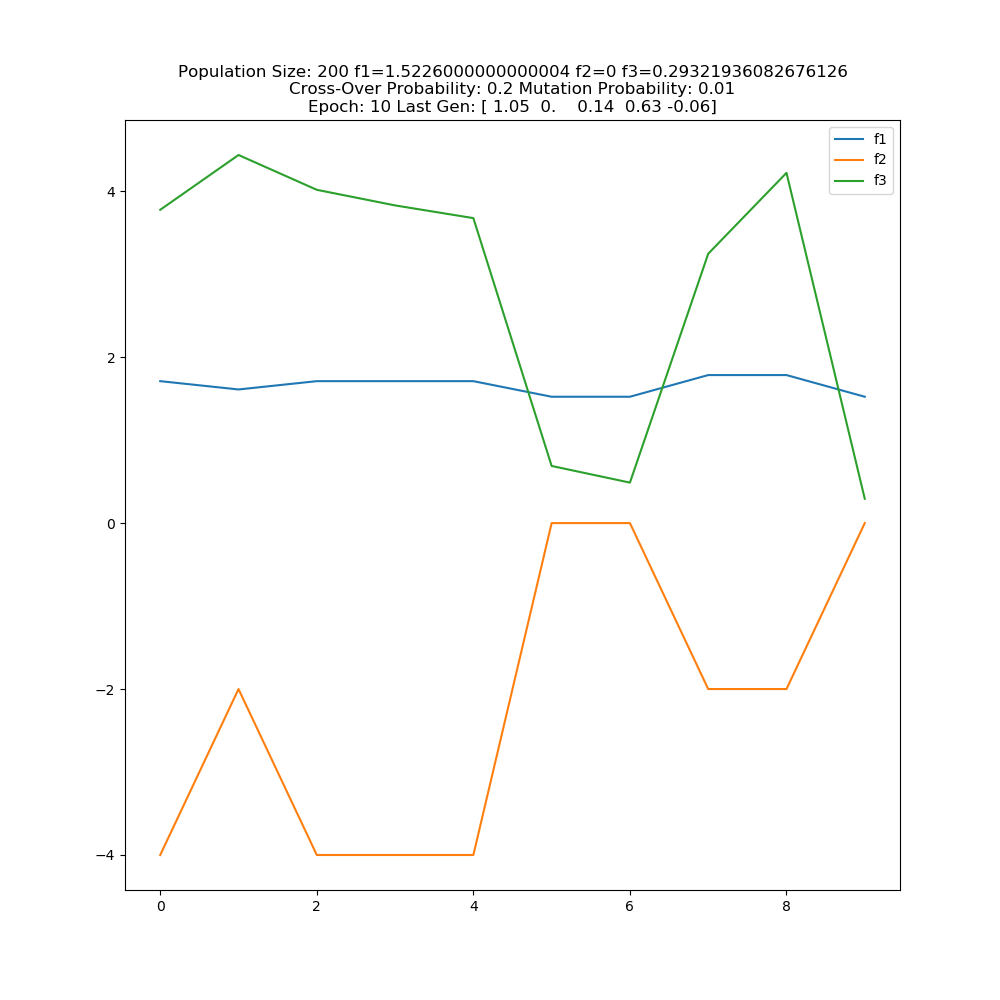 Population Size: 200 f1=1.5226000000000004 f2=0 f3=0.29321936082676126
Cross-Over Probability: 0.2 Mutation Probability: 0.01
Epoch: 10 Last Gen: [ 1.05  0.    0.14  0.63 -0.06]
f1
f2
f3
4
2
0
−2
−4
0 2 4 6 8